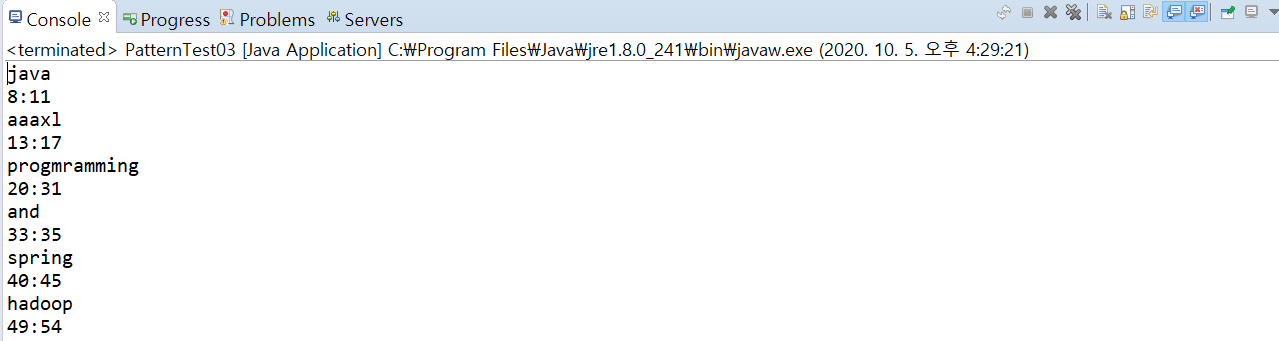 Console Progress Problems Servers
<terminated> PatternTest03 [Java Application] C:₩Program Files₩Java₩jre1.8.0_241₩bin₩javaw.exe (2020. 10. 5. 오후 4:29:21)
java
8:11
aaaxl
13:17
progmramming
20:31
and
33:35
spring
40:45
hadoop
49:54